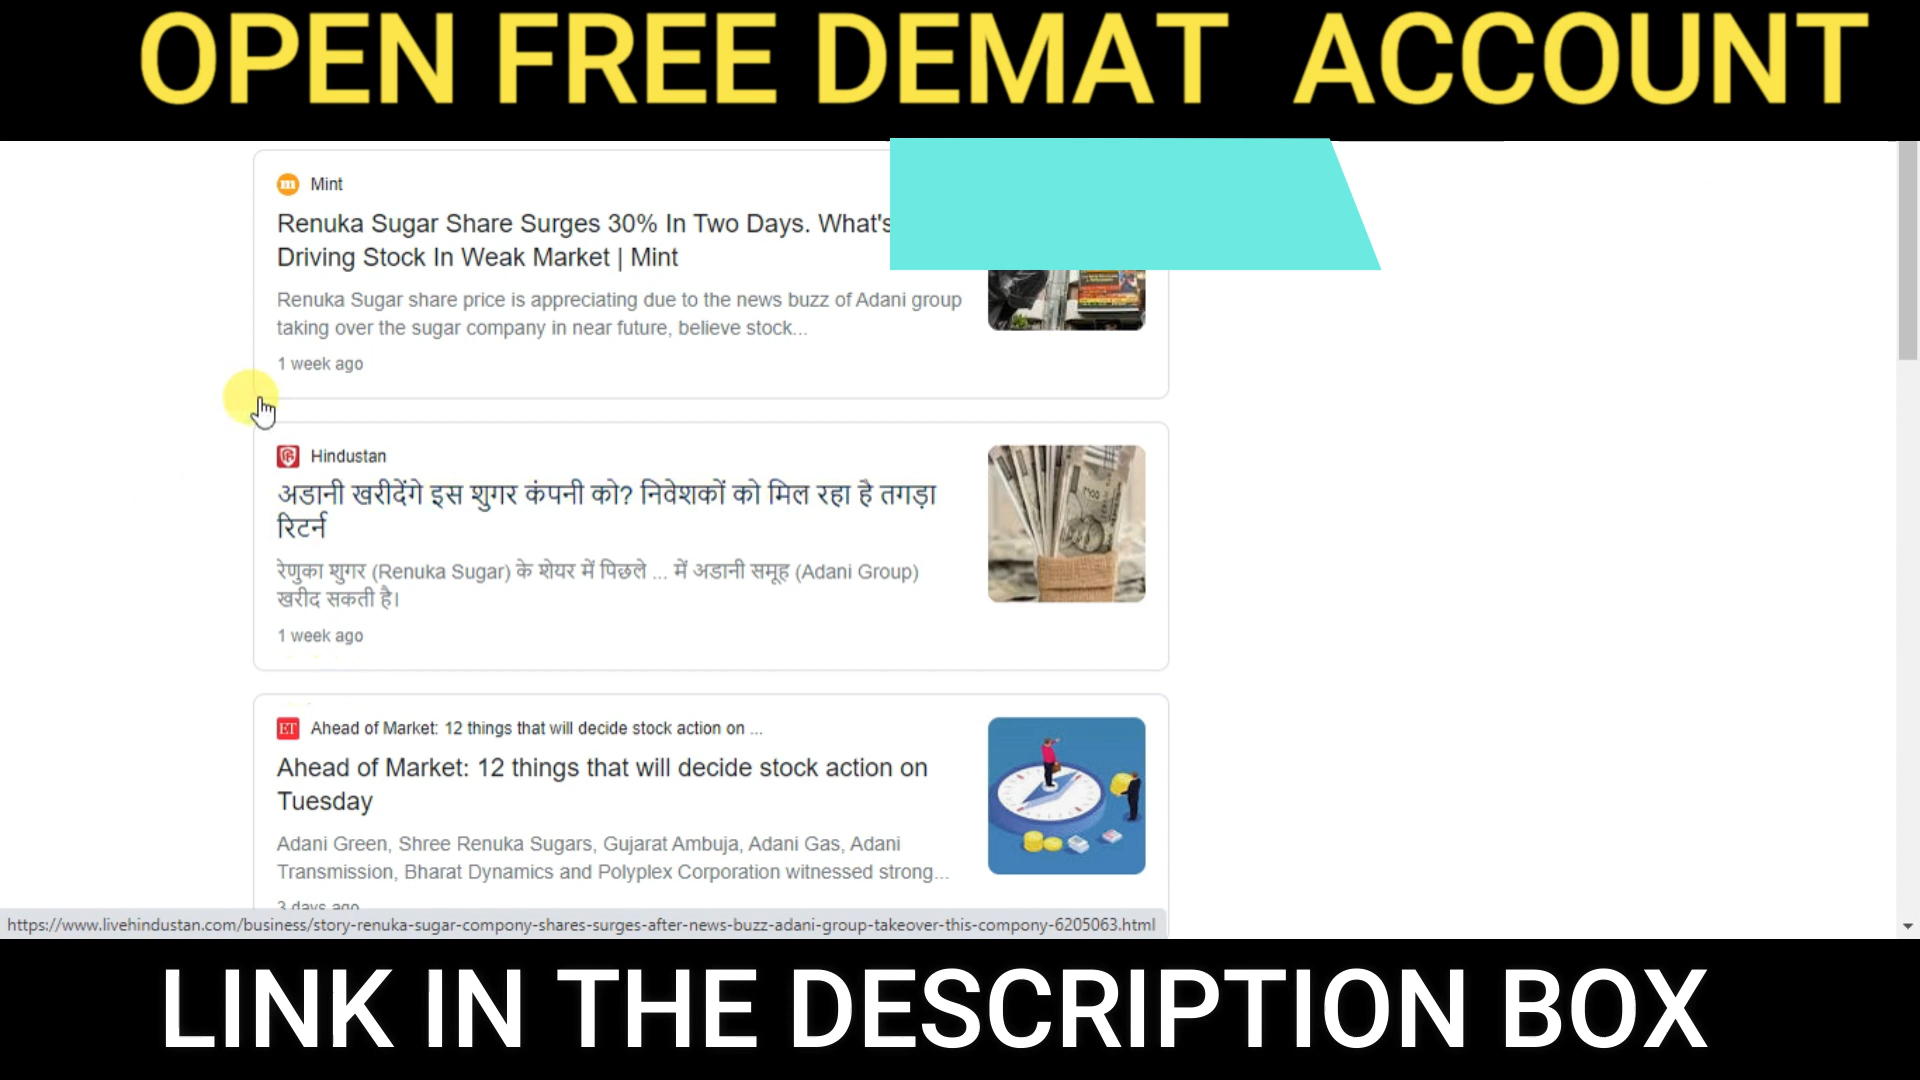 OPEN FREE DEMAT ACCOUNT
Mint
Renuka Sugar Share Surges 30% In Two Days. What's
Driving Stock In Weak Market | Mint
Renuka Sugar share price is appreciating due to the news buzz of Adani group
taking over the sugar company in near future, believe stock...
1 week ago
Hindustan
अडानी खरीदेंगे इस शुगर कंपनी को? निवेशकों को मिल रहा है तगड़ा
रिटर्न
रेणुका शुगर (Renuka Sugar) के शेयर में पिछले ... में अडानी समूह (Adani Group)
खरीद सकती है।
1 week ago
ET
Ahead of Market: 12 things that will decide stock action on ...
Ahead of Market: 12 things that will decide stock action on
Tuesday
Adani Green, Shree Renuka Sugars, Gujarat Ambuja, Adani Gas, Adani
Transmission, Bharat Dynamics and Polyplex Corporation witnessed strong...
3 days ago
https://www.livehindustan.com/business/story-renuka-sugar-compony-shares-surges-after-news-buzz-adani-group-takeover-this-compony-6205063.html
LINK IN THE DESCRIPTION BOX